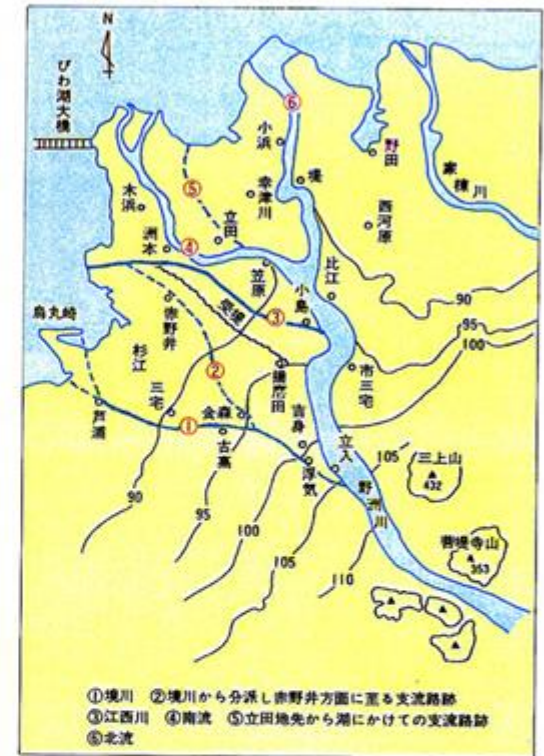 N
びわ湖大橋
⑥
小浜
野田
家棟川
堤
⑤
幸津川
木浜
立田
西河原
洲本
④
笠原
比江
小島
90
烏丸崎
赤野井
堤境
③
95
100
杉江
②
播磨田
市三宅
三宅
金森
吉身
芦浦
①
古高
立入
105
三上山
432
浮気
野洲川
90
95
菩提寺山
353
100
105
110
①境川 ②境川から分派し赤野井方面に至る支流路跡
③江西川 ④南流 ⑤立田地先から湖にかけての支流路跡
⑥北流